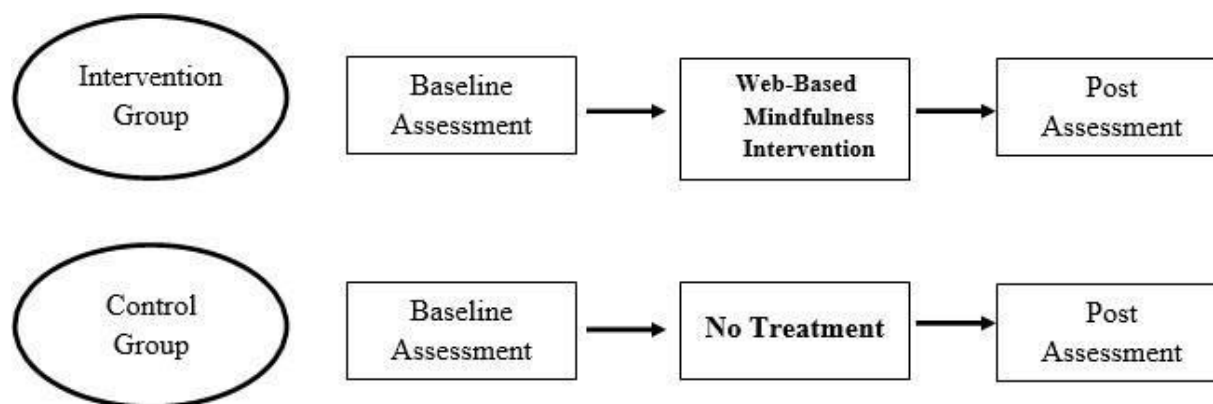 Intervention
Group
Baseline
Assessment
Web-Based
Mindfulness
Intervention
Post
Assessment
Control
Group
Baseline
Assessment
No Treatment
Post
Assessment